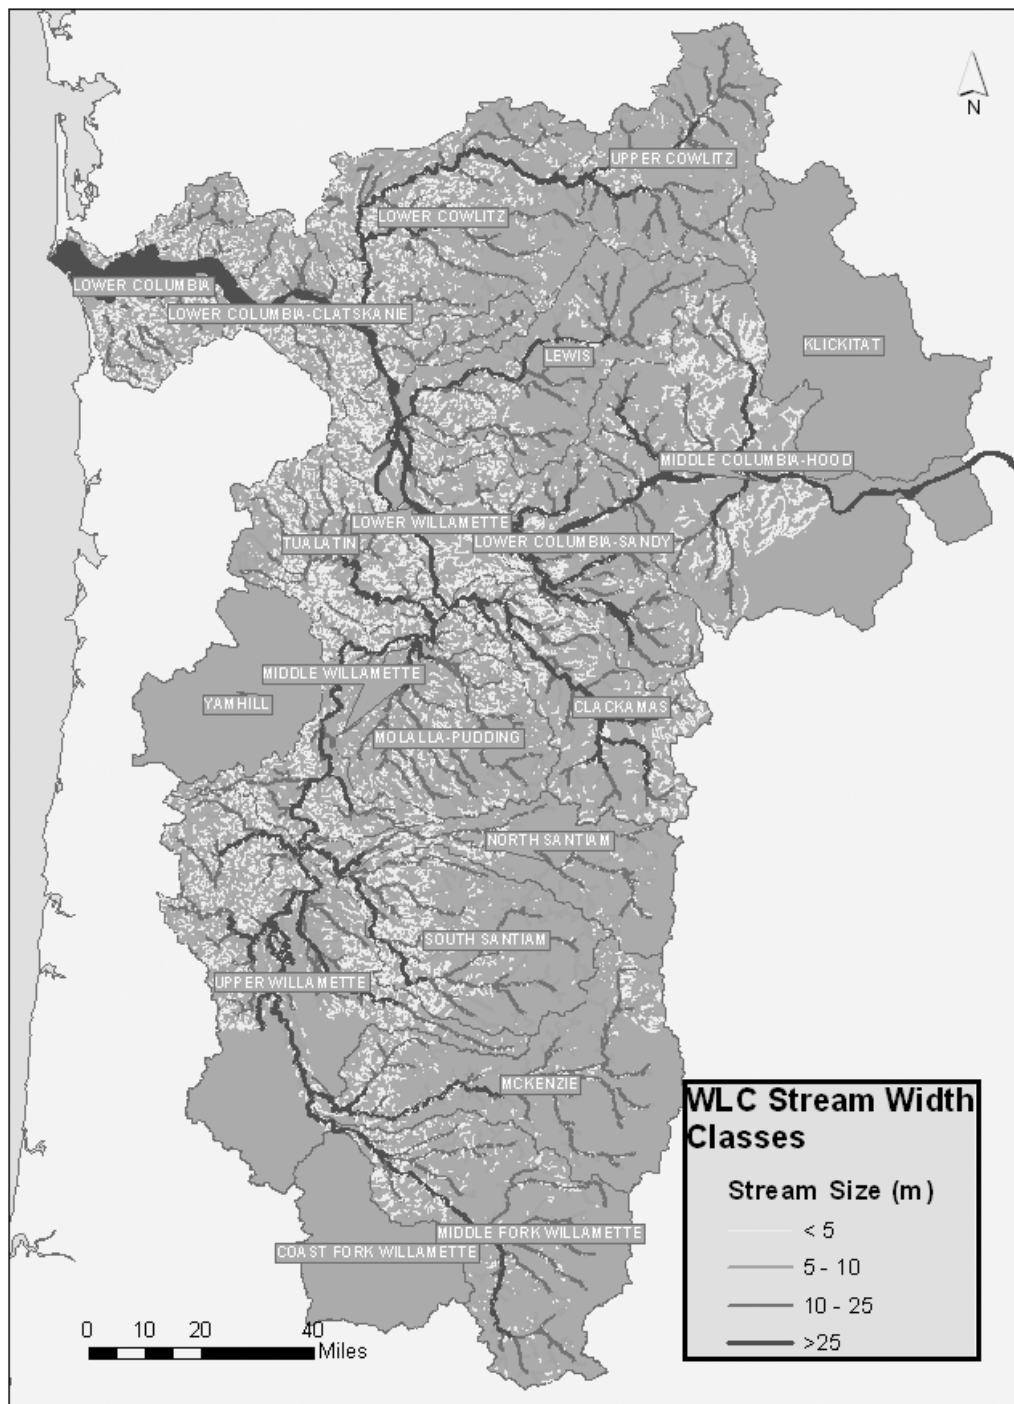 N
UPPER COWLITZ
LOWER COWLITZ
LOWER COLUMBIA
LOWER COLUMBIA-CLATSKANIE
KLICKITAT
LEWIS
MIDDLE COLUMBIA-HOOD
LOWER WILLAMETTE
TUALATIN
LOWER COLUMBIA-SANDY
MIDDLE WILLAMETTE
YAMHILL
CLACKAMAS
MOLALLA-PUDDING
NORTH SANTIAM
SOUTH SANTIAM
UPPER WILLAMETTE
MCKENZIE
MIDDLE FORK WILLAMETTE
COAST FORK WILLAMETTE
WLC Stream Width
Classes
Stream Size (m)
< 5
5 - 10
10 - 25
>25
0 10 20 40
Miles